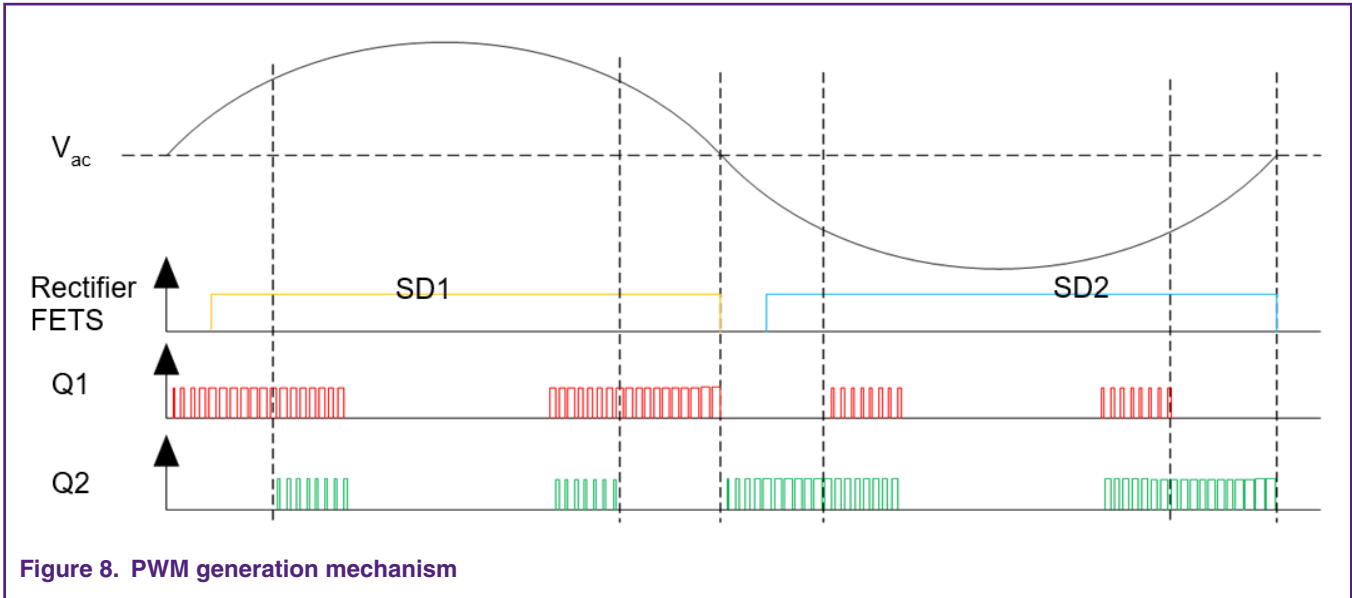 Vac
Rectifier
FETS
SD1
SD2
Q1
Q2
Figure 8. PWM generation mechanism